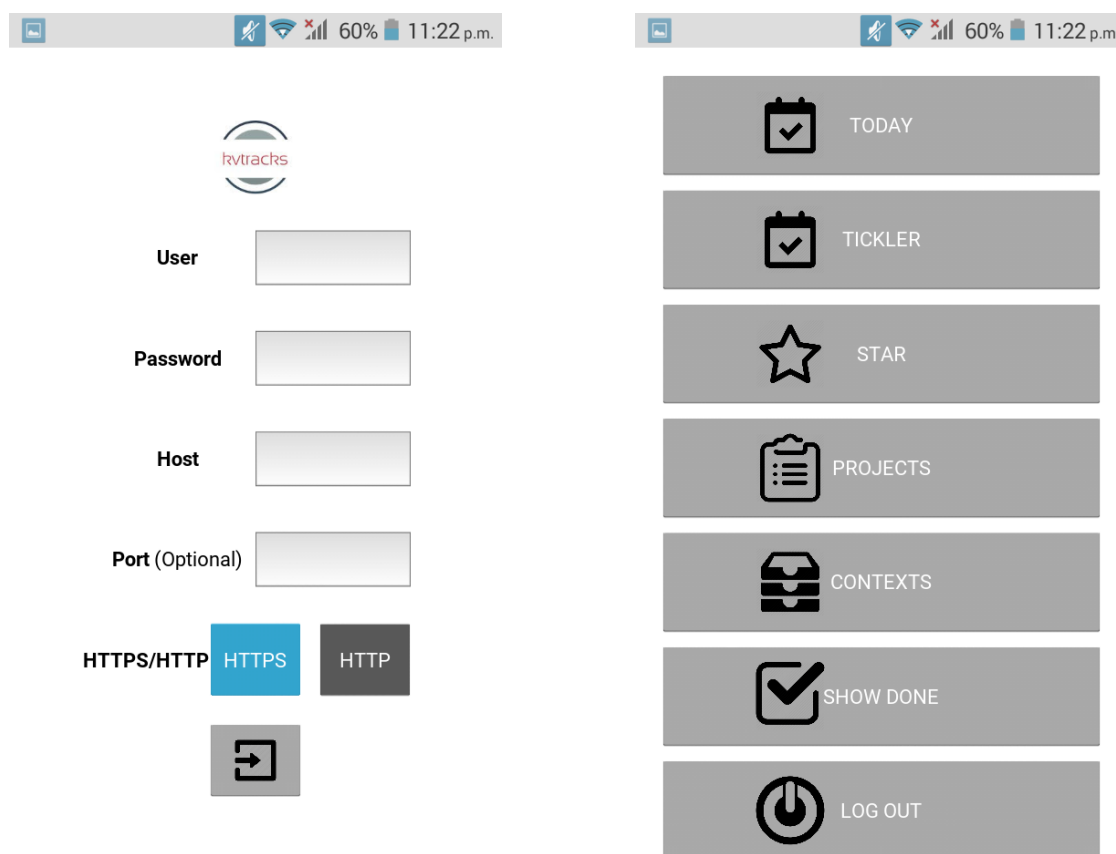 60% 11:22 p.m.
kvtracks
User
Password
Host
Port (Optional)
HTTPS/HTTP HTTPS HTTP
60% 11:22 p.m
TODAY
TICKLER
STAR
PROJECTS
CONTEXTS
SHOW DONE
LOG OUT